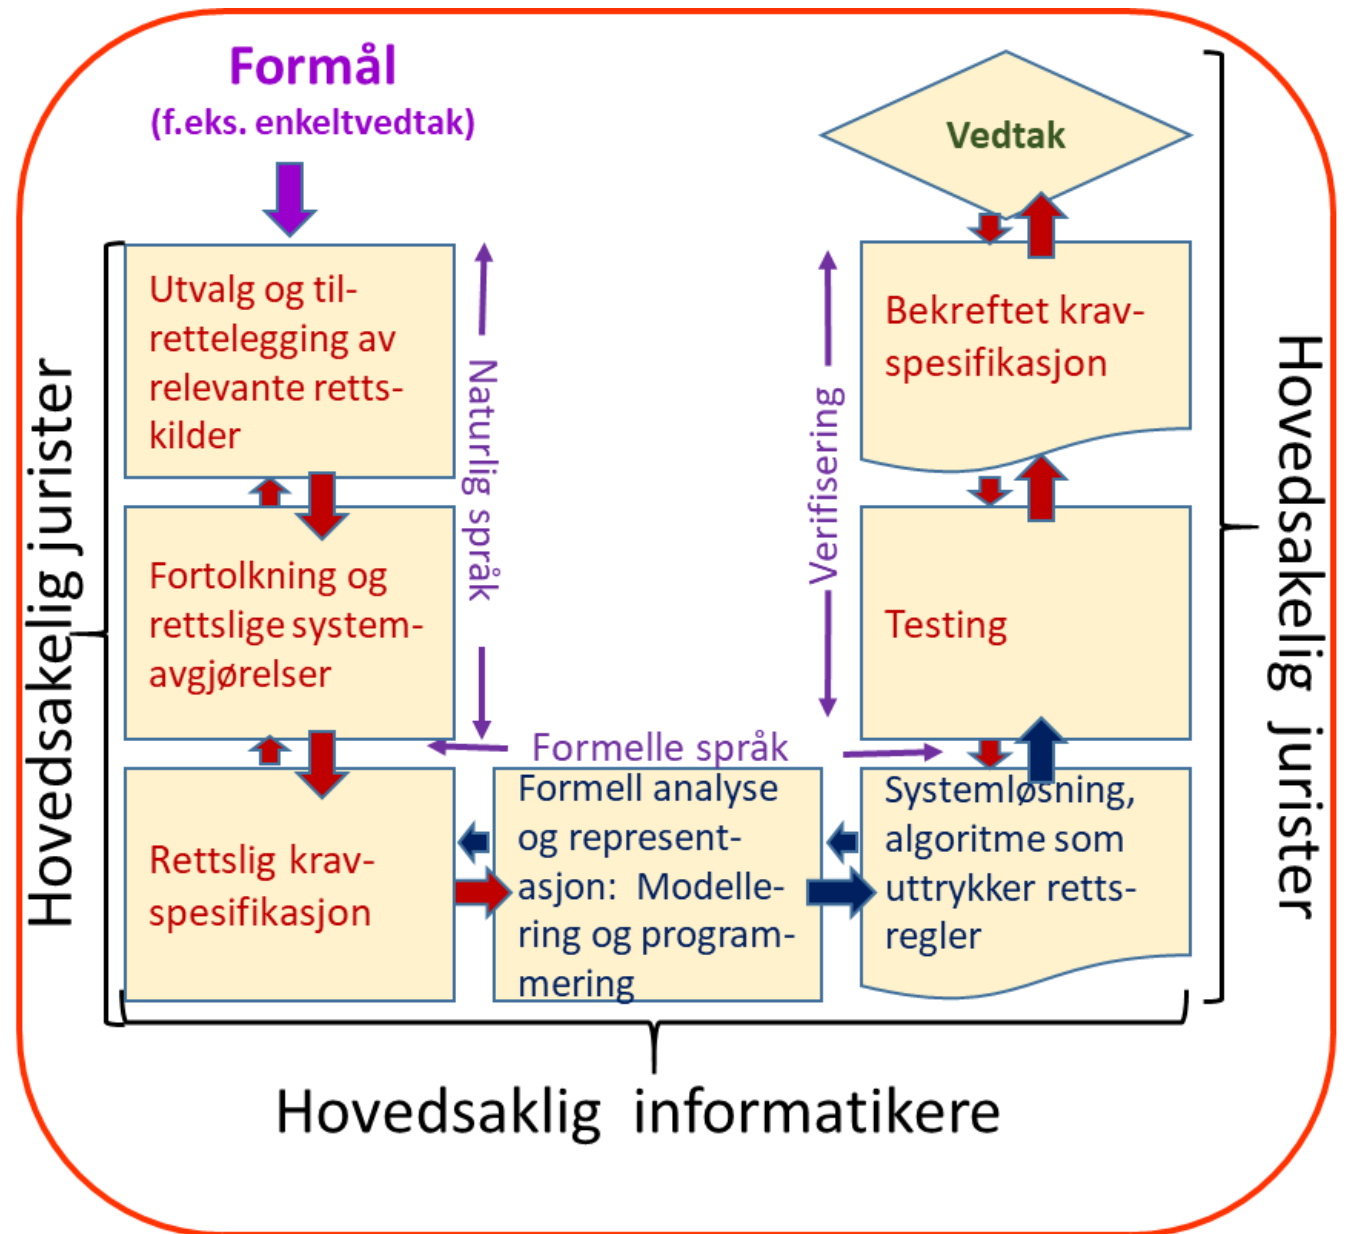 Formål
(f.eks. enkeltvedtak)
Utvalg og til-
rettelegging av
relevante retts-
kilder
Fortolkning og
rettslige system-
avgjørelser
Rettslig krav-
spesifikasjon
Hovedsakelig jurister
Naturlig språk
Formelle språk
Formell analyse
og represent-
asjon: Modelle-
ring og program-
mering
Systemløsning,
algoritme som
uttrykker retts-
regler
Testing
Verifisering
Bekreftet krav-
spesifikasjon
Vedtak
Hovedsakelig jurister
Hovedsaklig informatikere